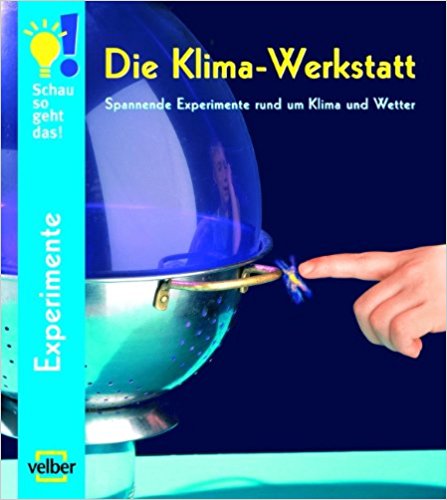 Schau
so
geht
das!
Die Klima-Werkstatt
Spannende Experimente rund um Klima und Wetter
Experimente
velber